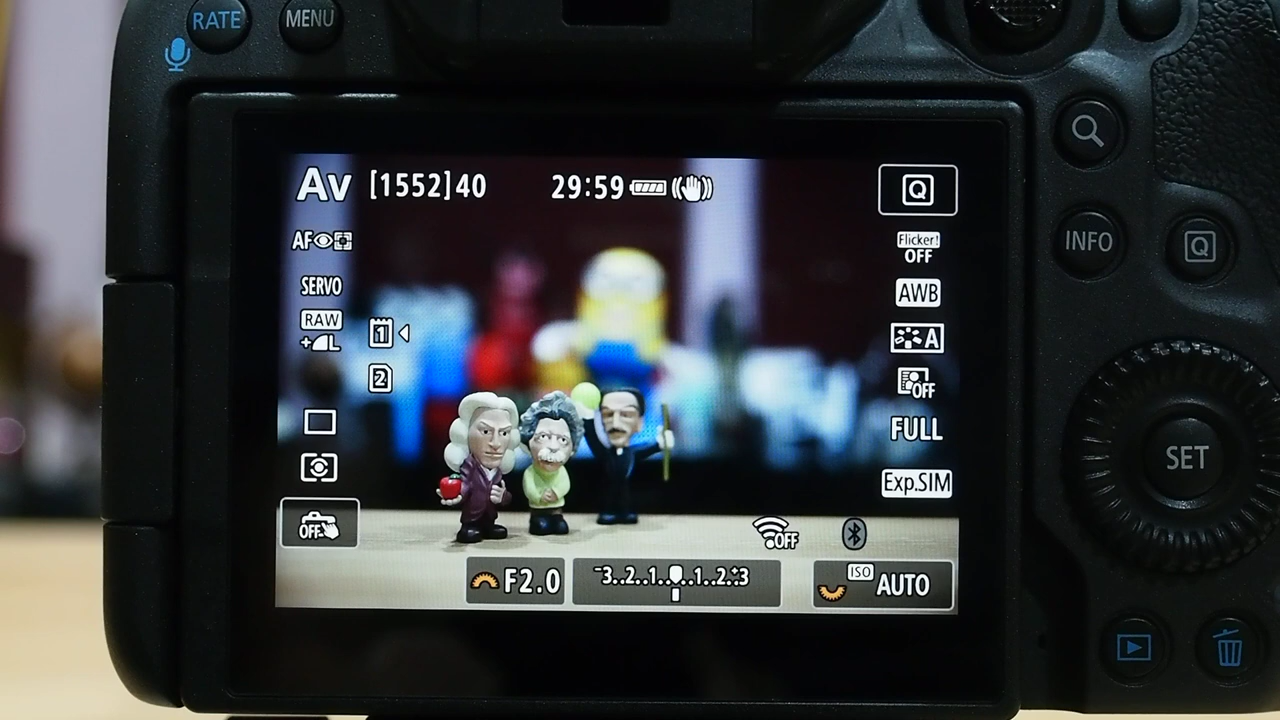 RATE
MENU
Av [1552]40 29:59
Q
AF
Flicker!
OFF
SERVO
AWB
RAW
+L
1
A
2
OFF
FULL
Exp.SIM
OFF
OFF
F2.0
-3..2..1..0..1..2..+3
ISO
AUTO
INFO
Q
SET